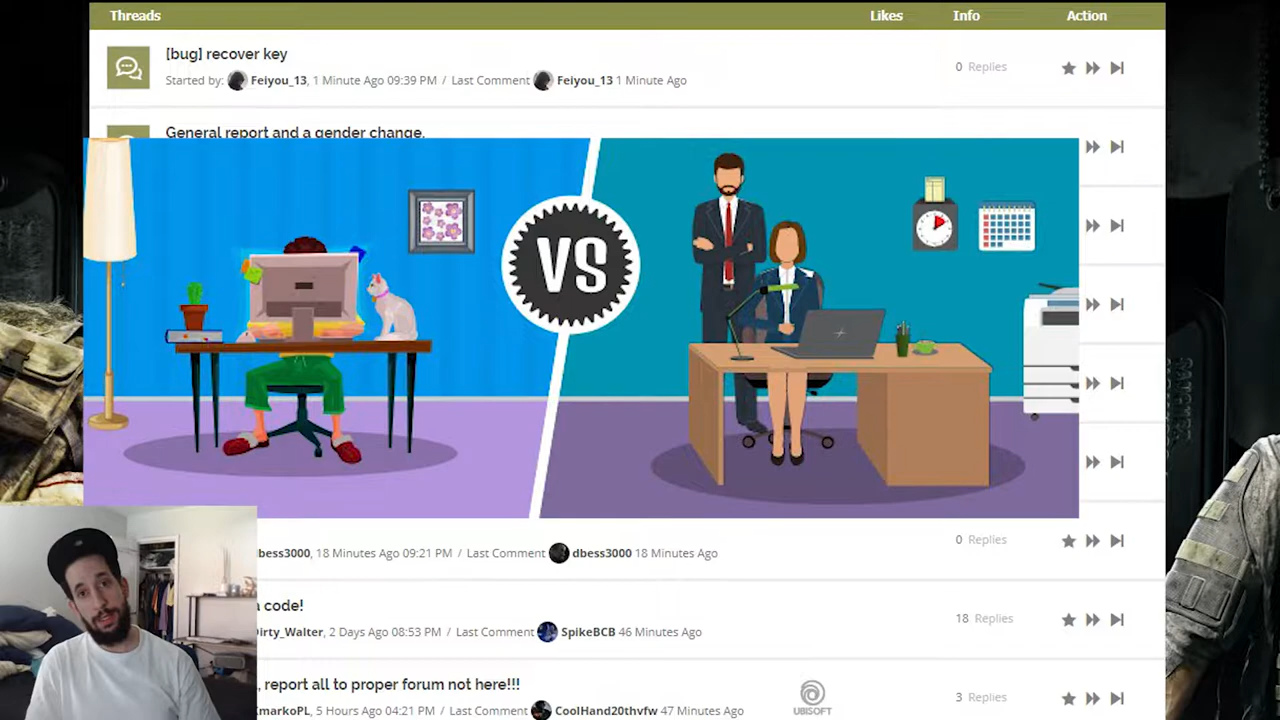 Threads Likes Info Action
[bug] recover key
Started by: Feiyou_13, 1 Minute Ago 09:39 PM / Last Comment Feiyou_13 1 Minute Ago
0 Replies
General report and a gender change.
VS
dbess3000, 18 Minutes Ago 09:21 PM / Last Comment dbess3000 18 Minutes Ago
0 Replies
code!
Dirty_Walter, 2 Days Ago 08:53 PM / Last Comment SpikeBCB 46 Minutes Ago
18 Replies
report all to proper forum not here!!!
markoPL, 5 Hours Ago 04:21 PM / Last Comment CoolHand20thvfw 47 Minutes Ago
3 Replies
UBISOFT